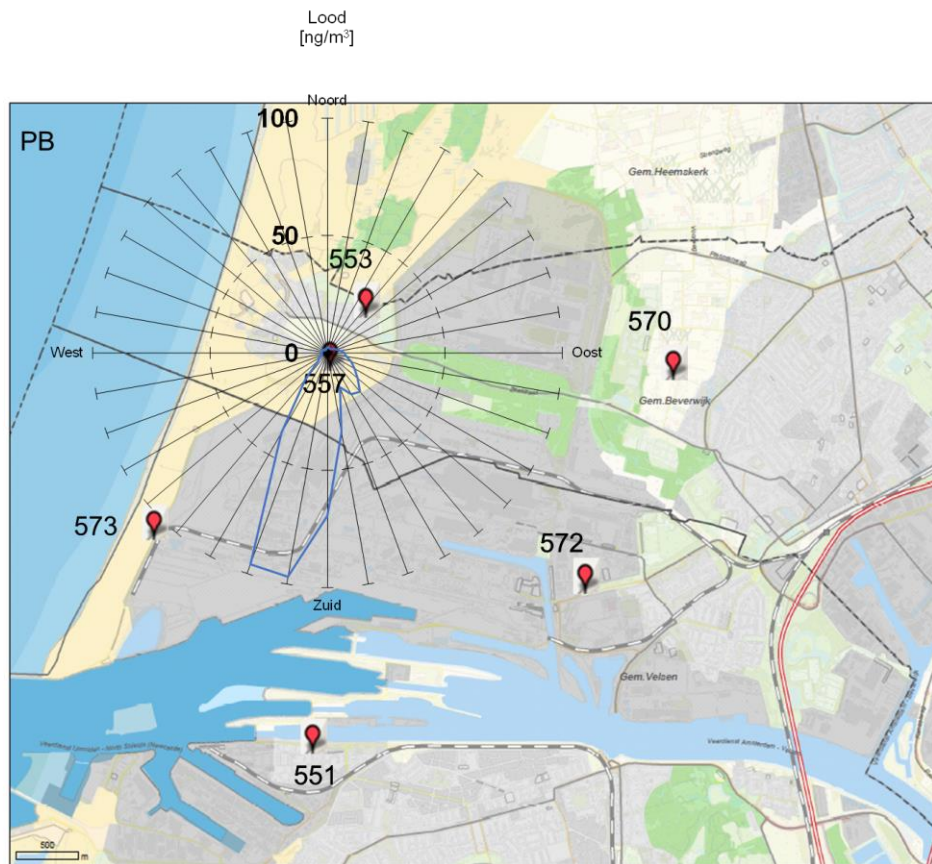 Lood
[ng/m³]
Noord
100
PB
Gem.Heemskerk
50
553
570
West
0
Oost
557
Gem.Beverwijk
573
572
Zuid
Gem.Velsen
551
500
m